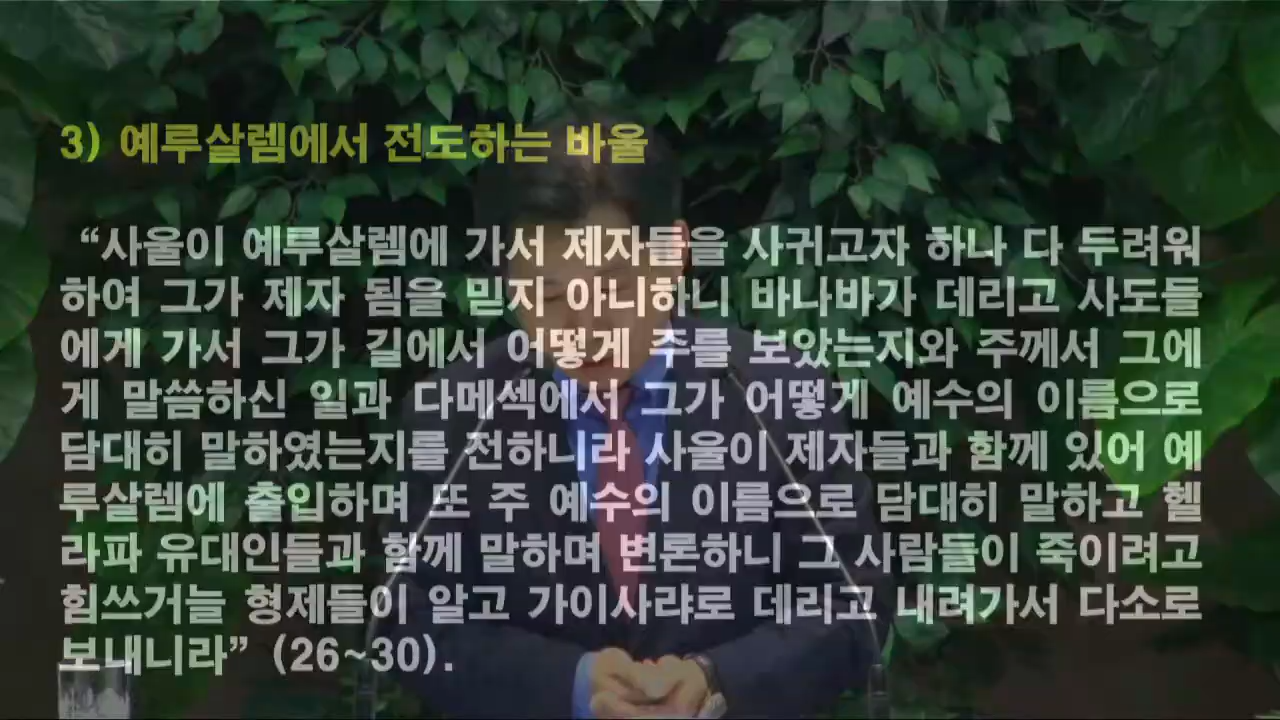 3) 예루살렘에서 전도하는 바울
“사울이 예루살렘에 가서 제자들을 사귀고자 하나 다 두려워
하여 그가 제자 됨을 믿지 아니하니 바나바가 데리고 사도들
에게 가서 그가 길에서 어떻게 주를 보았는지와 주께서 그에
게 말씀하신 일과 다메섹에서 그가 어떻게 예수의 이름으로
담대히 말하였는지를 전하니라 사울이 제자들과 함께 있어 예
루살렘에 출입하며 또 주 예수의 이름으로 담대히 말하고 헬
라파 유대인들과 함께 말하며 변론하니 그 사람들이 죽이려고
힘쓰거늘 형제들이 알고 가이사랴로 데리고 내려가서 다소로
보내니라” (26~30).